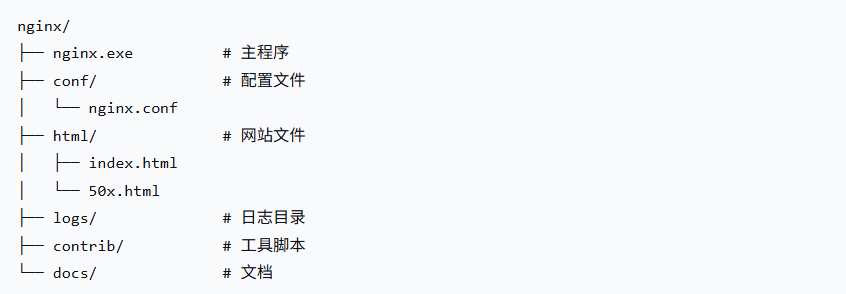 nginx/
├── nginx.exe          # 主程序
├── conf/              # 配置文件
│   └── nginx.conf
├── html/              # 网站文件
│   ├── index.html
│   └── 50x.html
├── logs/              # 日志目录
├── contrib/           # 工具脚本
└── docs/              # 文档